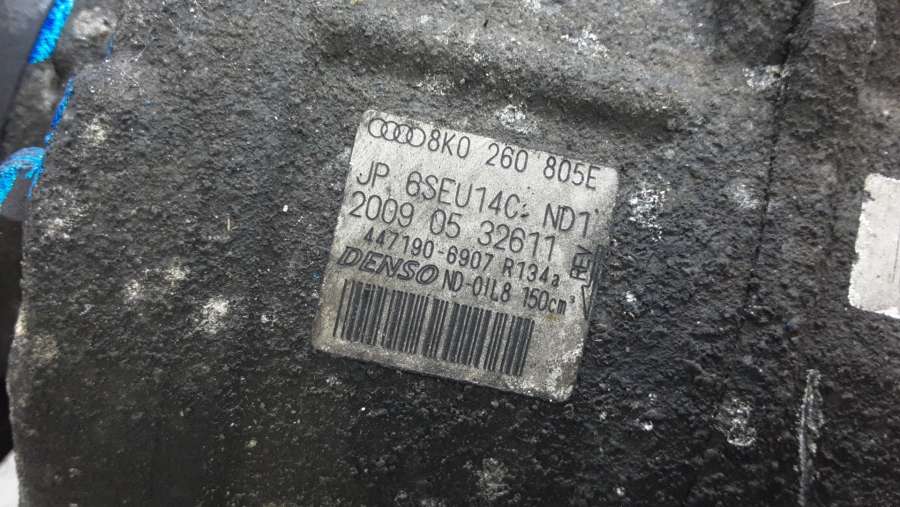 8K0 260 805E
JP 6SEU14C. ND1
2009 05 32611
447190-6907 R134a
DENSO ND-OIL8 150cm³